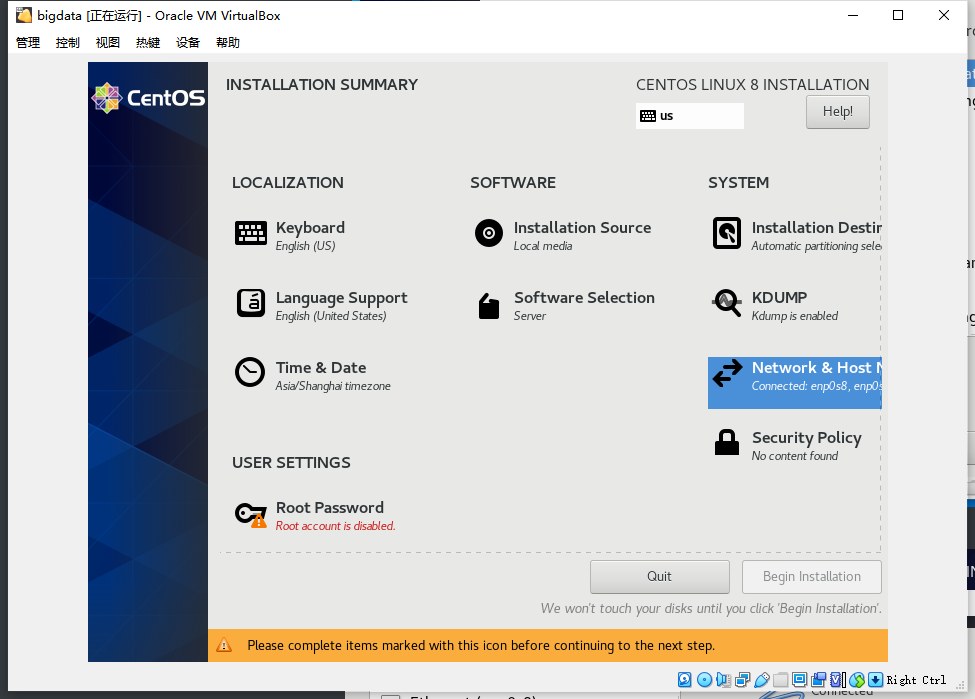 bigdata [正在运行] - Oracle VM VirtualBox
管理 控制 视图 热键 设备 帮助
CentOS
INSTALLATION SUMMARY
CENTOS LINUX 8 INSTALLATION
us
Help!
LOCALIZATION
SOFTWARE
SYSTEM
Keyboard
English (US)
Installation Source
Local media
Installation Destin
Automatic partitioning sele
Language Support
English (United States)
Software Selection
Server
KDUMP
Kdump is enabled
Time & Date
Asia/Shanghai timezone
Network & Host N
Connected: enp0s8, enp0s
Security Policy
No content found
USER SETTINGS
Root Password
Root account is disabled.
Quit
Begin Installation
We won't touch your disks until you click 'Begin Installation'.
Please complete items marked with this icon before continuing to the next step.
Right Ctrl